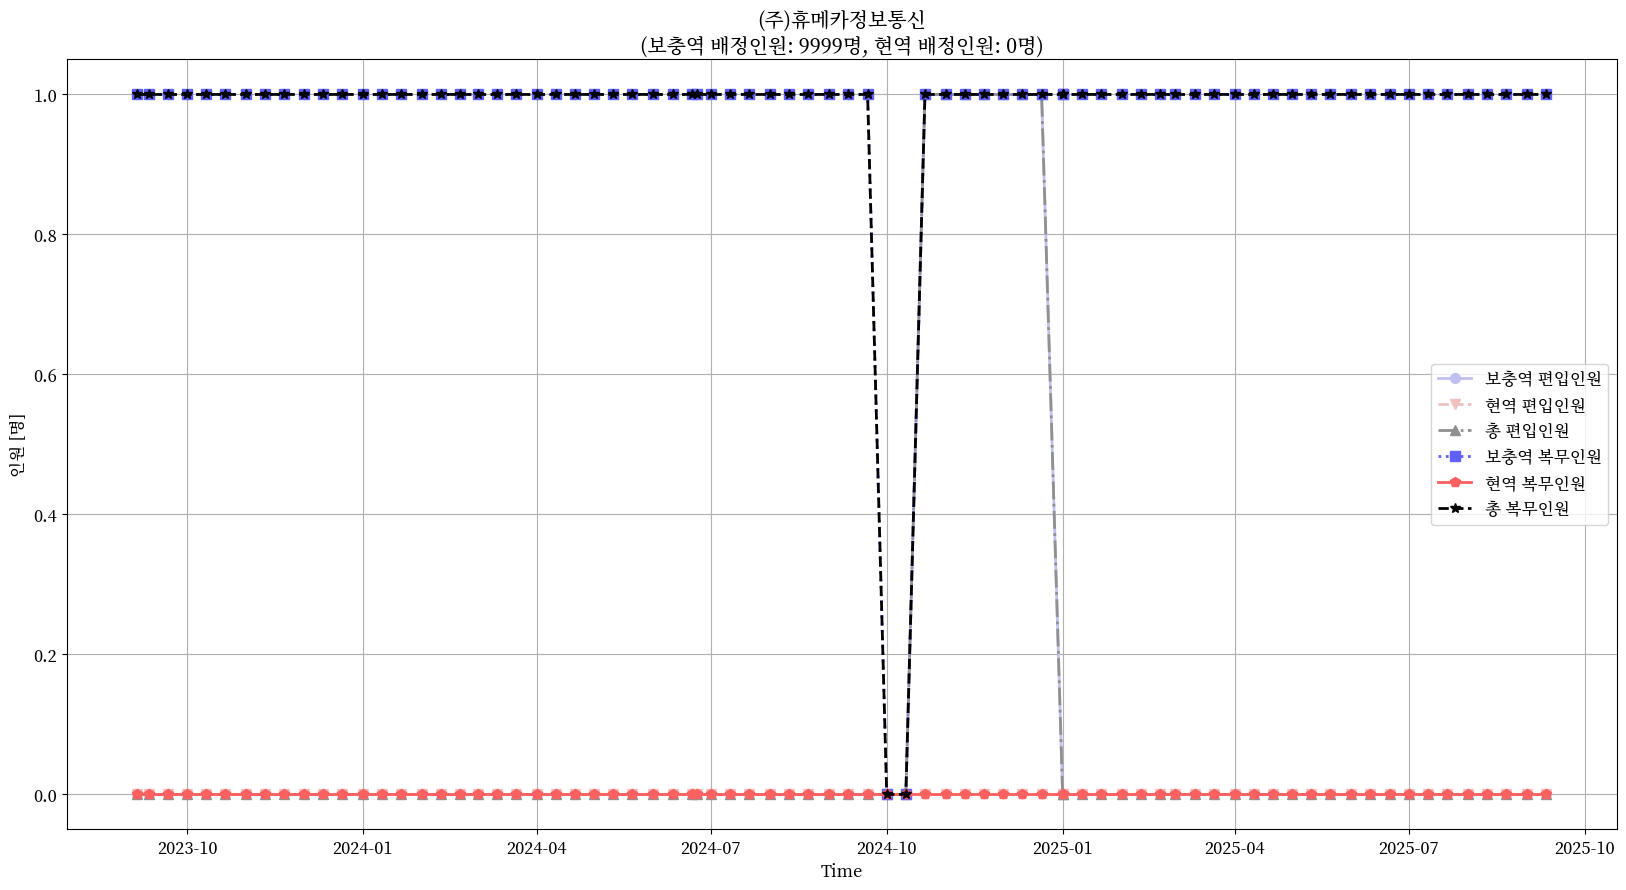 (주)휴메카정보통신
(보충역 배정인원: 9999명, 현역 배정인원: 0명)
1.0
0.8
0.6
0.4
0.2
0.0
인원 [명]
보충역 편입인원
현역 편입인원
총 편입인원
보충역 복무인원
현역 복무인원
총 복무인원
2023-10
2024-01
2024-04
2024-07
2024-10
2025-01
2025-04
2025-07
2025-10
Time